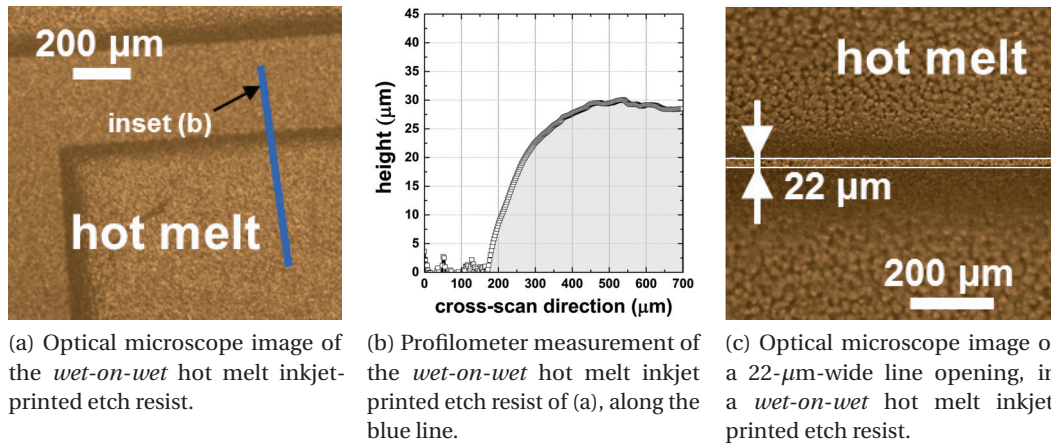 200 µm
inset (b)
hot melt
45
40
35
30
25
20
15
10
5
0
height (µm)
0 100 200 300 400 500 600 700
cross-scan direction (µm)
hot melt
22 µm
200 µm
(a) Optical microscope image of
the wet-on-wet hot melt inkjet-
printed etch resist.
(b) Profilometer measurement of
the wet-on-wet hot melt inkjet
printed etch resist of (a), along the
blue line.
(c) Optical microscope image o
a 22-µm-wide line opening, in
a wet-on-wet hot melt inkjet
printed etch resist.